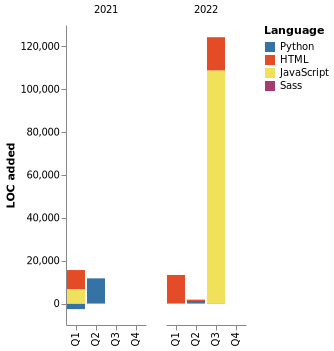 2021
2022
Language
Python
HTML
JavaScript
Sass
LOC added
120,000
100,000
80,000
60,000
40,000
20,000
0
Q1
Q2
Q3
Q4
Q1
Q2
Q3
Q4